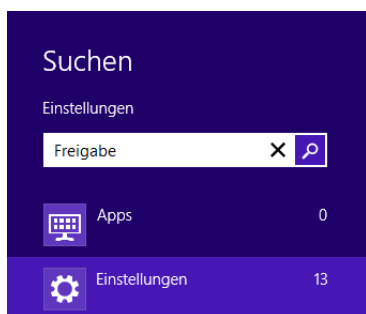 Suchen
Einstellungen
Freigabe
Apps 0
Einstellungen 13